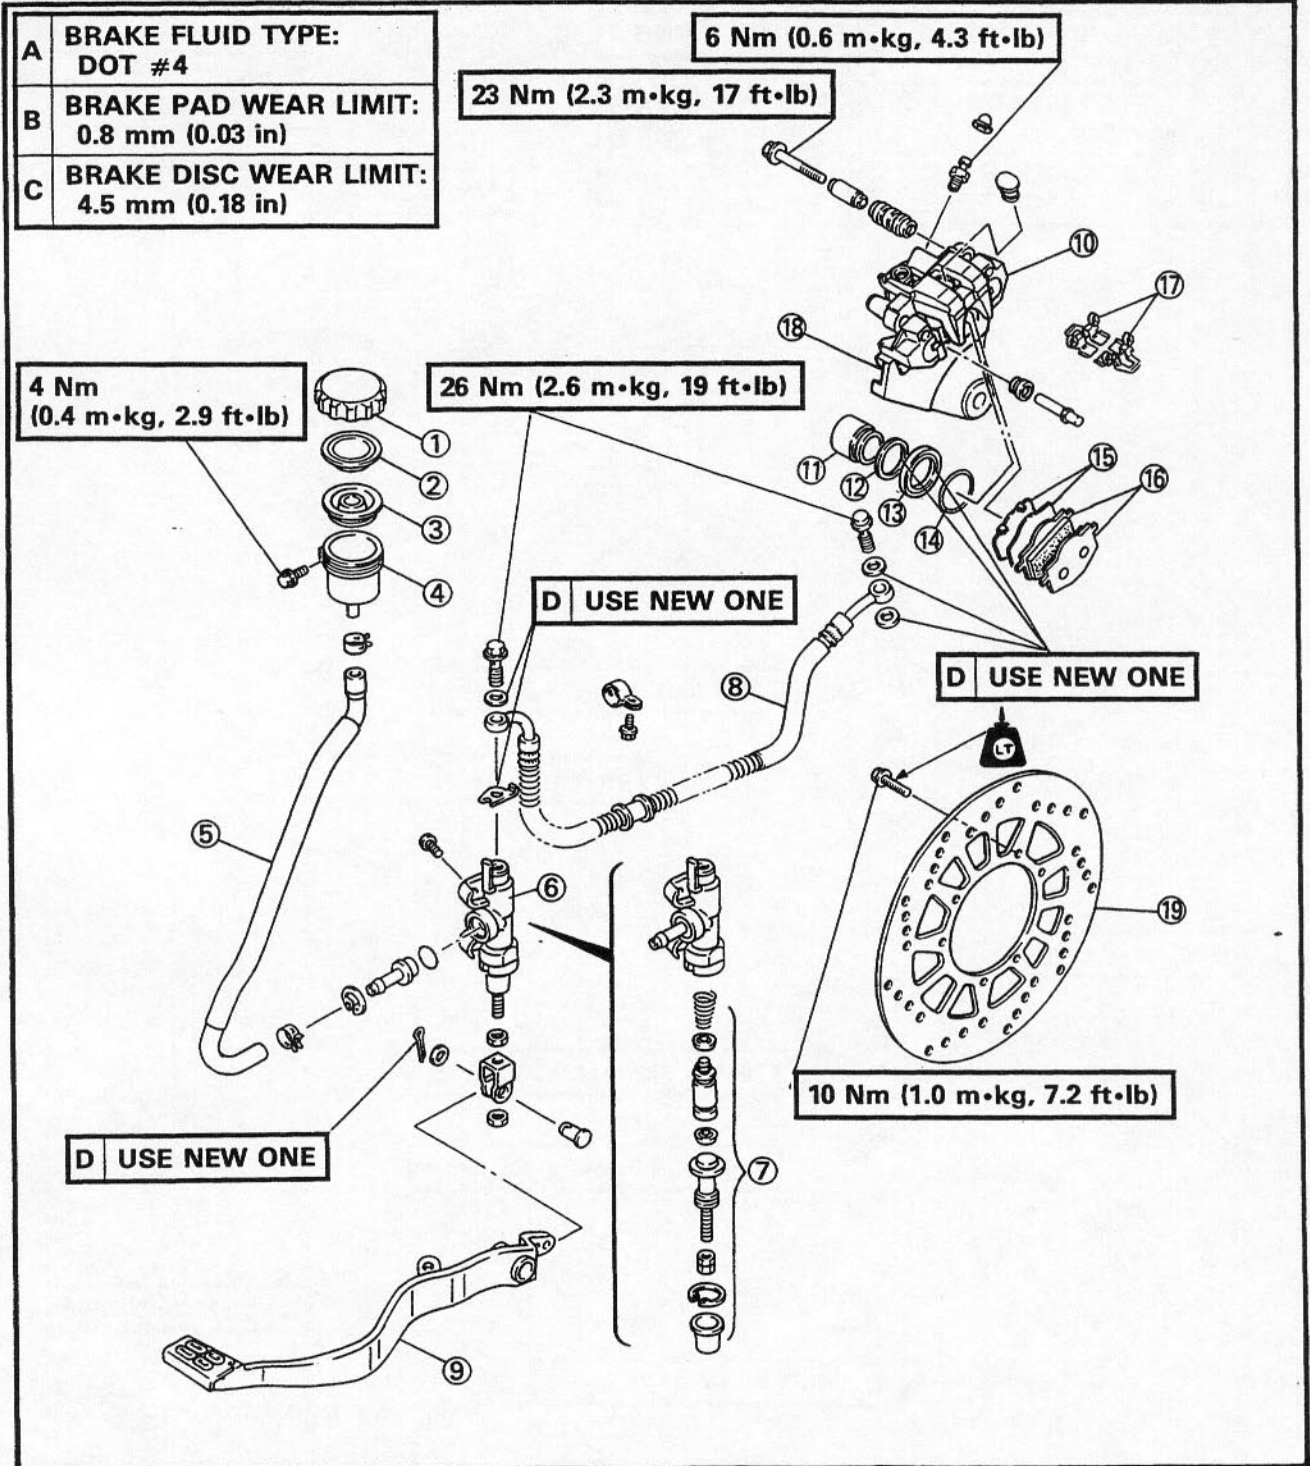 A BRAKE FLUID TYPE:
DOT #4
B BRAKE PAD WEAR LIMIT:
0.8 mm (0.03 in)
C BRAKE DISC WEAR LIMIT:
4.5 mm (0.18 in)
6 Nm (0.6 m•kg, 4.3 ft•lb)
23 Nm (2.3 m•kg, 17 ft•lb)
⑩
⑰
⑱
4 Nm
(0.4 m•kg, 2.9 ft•lb)
26 Nm (2.6 m•kg, 19 ft•lb)
①
②
③
④
⑪
⑫
⑬
⑭
⑮
⑯
D USE NEW ONE
⑧
D USE NEW ONE
LT
⑤
⑥
⑲
10 Nm (1.0 m•kg, 7.2 ft•lb)
D USE NEW ONE
⑦
⑨